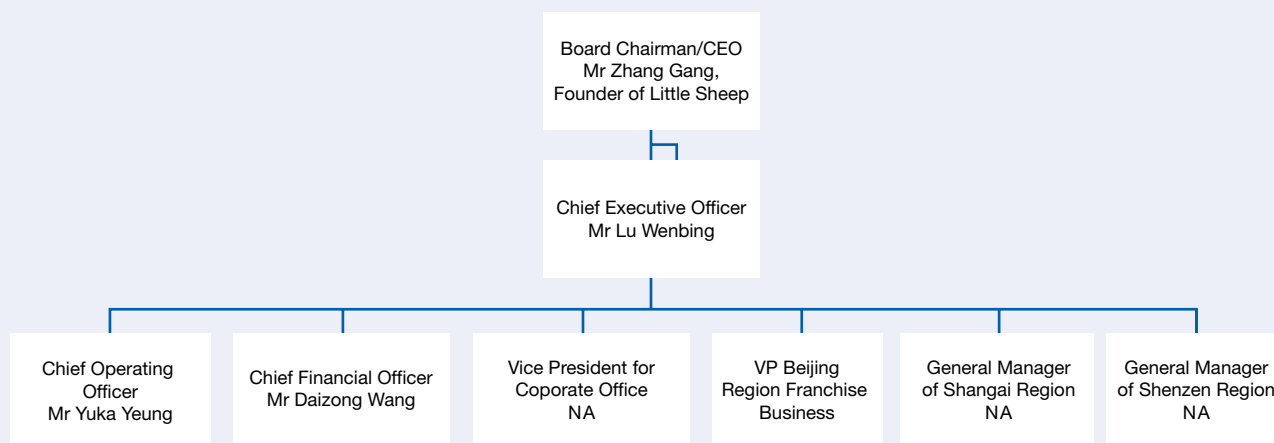 Board Chairman/CEO
Mr Zhang Gang,
Founder of Little Sheep
Chief Executive Officer
Mr Lu Wenbing
Chief Operating
Officer
Mr Yuka Yeung
Chief Financial Officer
Mr Daizong Wang
Vice President for
Coporate Office
NA
VP Beijing
Region Franchise
Business
General Manager
of Shangai Region
NA
General Manager
of Shenzen Region
NA